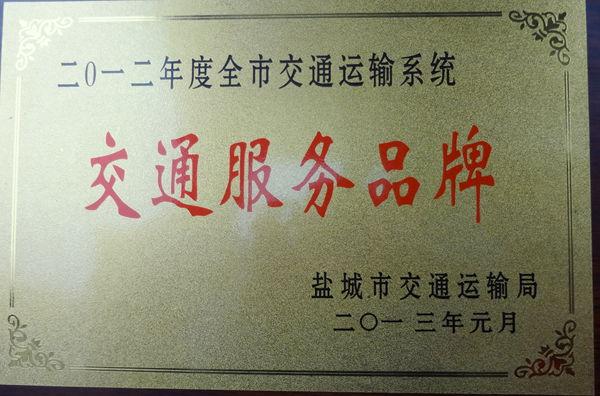 二0一二年度全市交通运输系统
交通服务品牌
盐城市交通运输局
二〇一三年元月